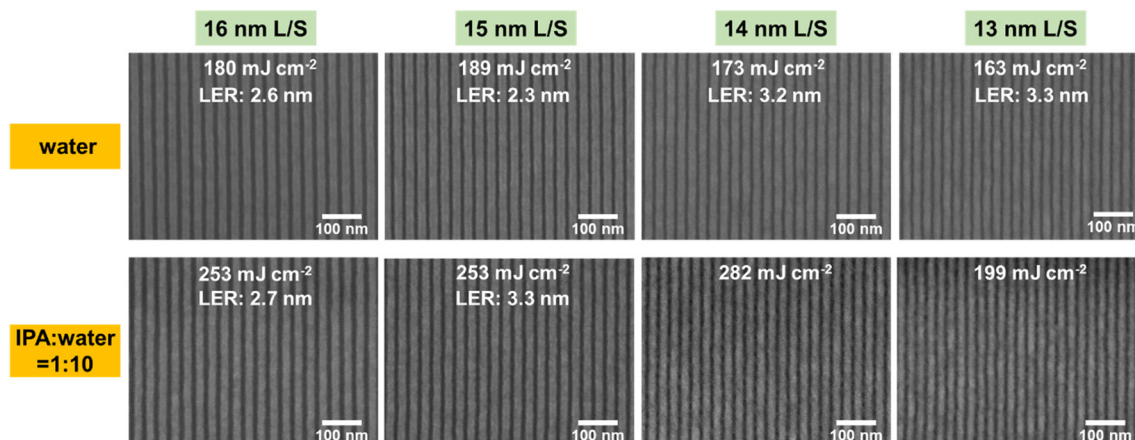 16 nm L/S
15 nm L/S
14 nm L/S
13 nm L/S
water
180 mJ cm⁻²
LER: 2.6 nm
100 nm
189 mJ cm⁻²
LER: 2.3 nm
100 nm
173 mJ cm⁻²
LER: 3.2 nm
100 nm
163 mJ cm⁻²
LER: 3.3 nm
100 nm
IPA:water
=1:10
253 mJ cm⁻²
LER: 2.7 nm
100 nm
253 mJ cm⁻²
LER: 3.3 nm
100 nm
282 mJ cm⁻²
100 nm
199 mJ cm⁻²
100 nm